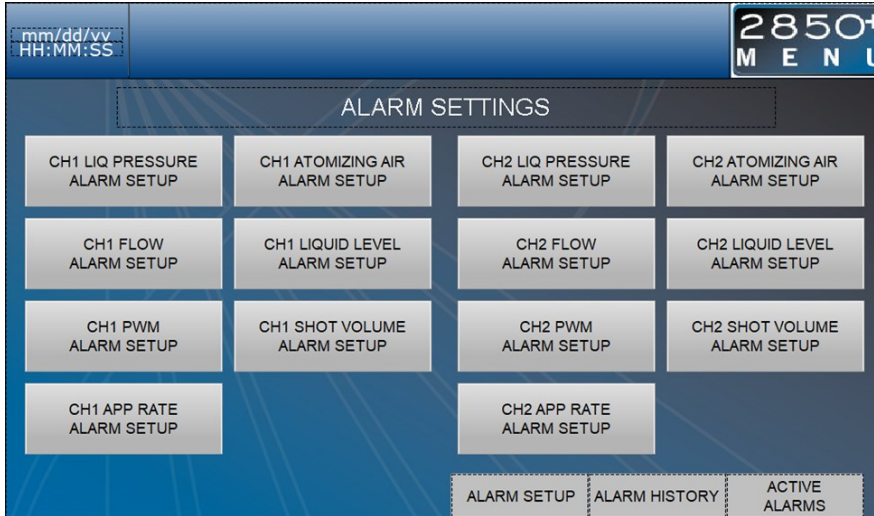 mm/dd/yy
HH:MM:SS
2850+
MENU
ALARM SETTINGS
CH1 LIQ PRESSURE
ALARM SETUP
CH1 ATOMIZING AIR
ALARM SETUP
CH2 LIQ PRESSURE
ALARM SETUP
CH2 ATOMIZING AIR
ALARM SETUP
CH1 FLOW
ALARM SETUP
CH1 LIQUID LEVEL
ALARM SETUP
CH2 FLOW
ALARM SETUP
CH2 LIQUID LEVEL
ALARM SETUP
CH1 PWM
ALARM SETUP
CH1 SHOT VOLUME
ALARM SETUP
CH2 PWM
ALARM SETUP
CH2 SHOT VOLUME
ALARM SETUP
CH1 APP RATE
ALARM SETUP
CH2 APP RATE
ALARM SETUP
ALARM SETUP
ALARM HISTORY
ACTIVE
ALARMS